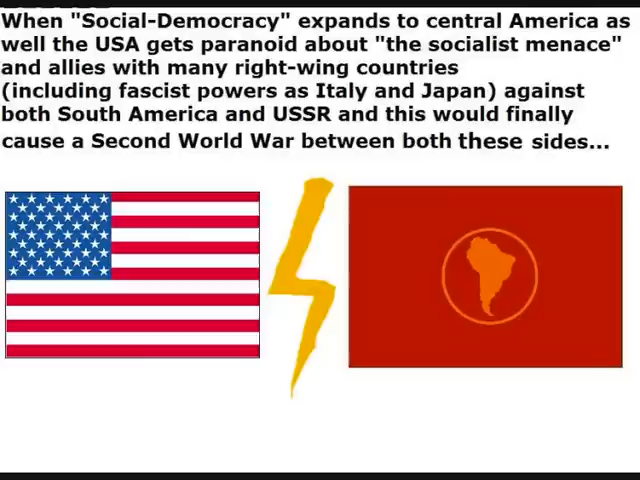 When "Social-Democracy" expands to central America as
well the USA gets paranoid about "the socialist menace"
and allies with many right-wing countries
(including fascist powers as Italy and Japan) against
both South America and USSR and this would finally
cause a Second World War between both these sides...